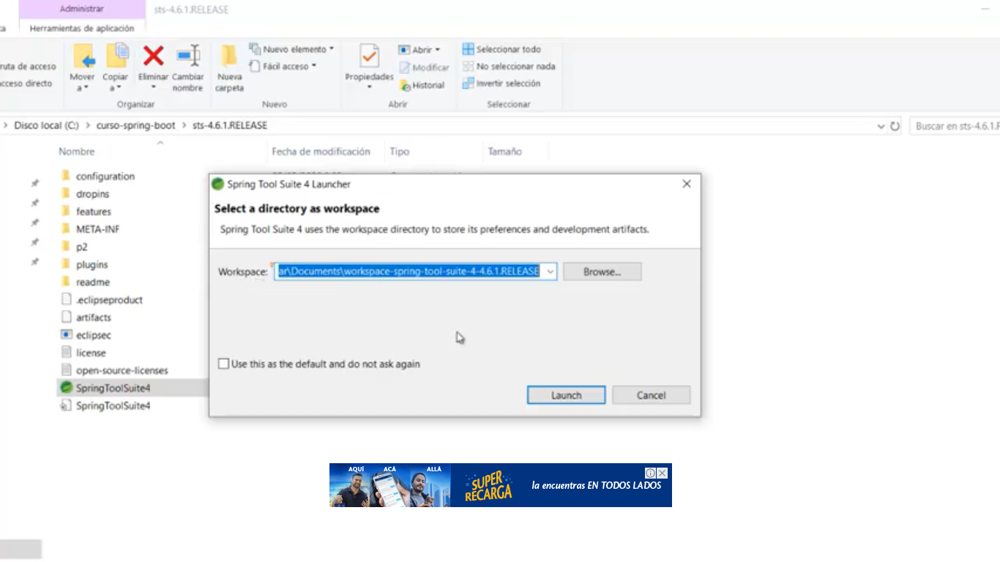 Administrar
sts-4.6.1.RELEASE
Herramientas de aplicación
ruta de acceso
acceso directo
Mover a
Copiar a
Eliminar
Cambiar nombre
Organizar
Nueva carpeta
Nuevo elemento
Fácil acceso
Nuevo
Propiedades
Abrir
Modificar
Historial
Abrir
Seleccionar todo
No seleccionar nada
Invertir selección
Seleccionar
Disco local (C:) > curso-spring-boot > sts-4.6.1.RELEASE
Buscar en sts-4.6.1.R
Nombre
Fecha de modificación
Tipo
Tamaño
configuration
dropins
features
META-INF
p2
plugins
readme
.eclipseproduct
artifacts
eclipsec
license
open-source-licenses
SpringToolSuite4
SpringToolSuite4
Spring Tool Suite 4 Launcher
Select a directory as workspace
Spring Tool Suite 4 uses the workspace directory to store its preferences and development artifacts.
Workspace:
ar\Documents\workspace-spring-tool-suite-4-4.6.1.RELEASE
Browse...
Use this as the default and do not ask again
Launch
Cancel
AQUÍ
ACÁ
ALLÁ
SUPER
RECARGA
la encuentras EN TODOS LADOS